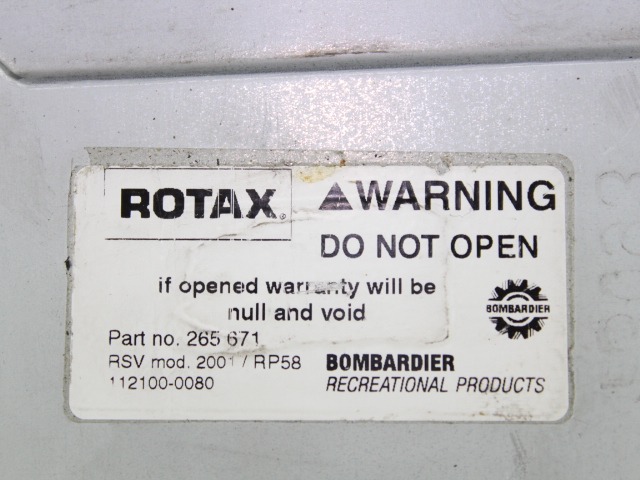 ROTAX®
WARNING
DO NOT OPEN
if opened warranty will be
null and void
Part no. 265 671
RSV mod. 2001 / RP58
112100-0080
BOMBARDIER
BOMBARDIER
RECREATIONAL PRODUCTS